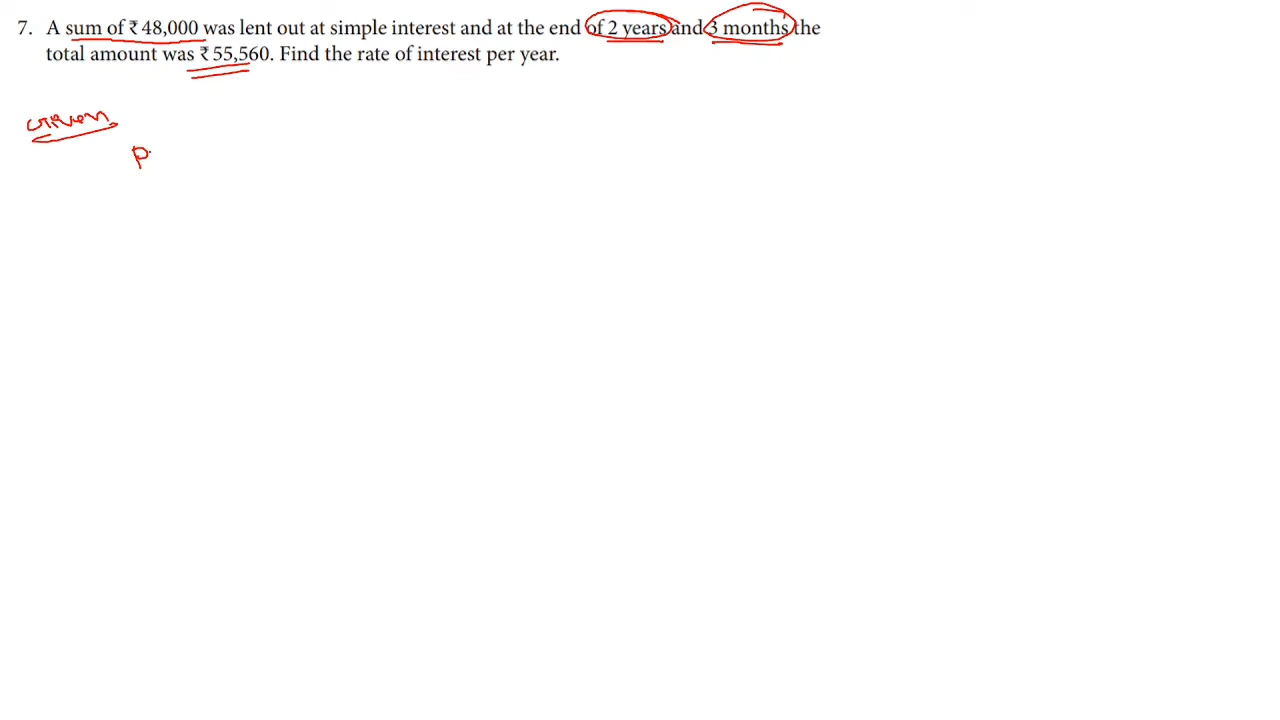 7. A sum of ₹ 48,000 was lent out at simple interest and at the end of 2 years and 3 months the
total amount was ₹ 55,560. Find the rate of interest per year.
Given
P